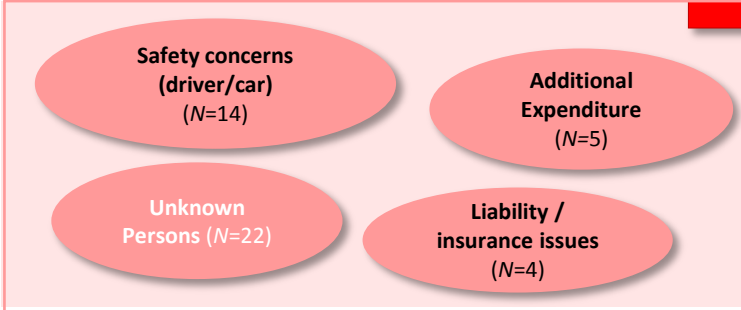 Safety concerns
(driver/car)
(N=14)
Additional
Expenditure
(N=5)
Unknown
Persons (N=22)
Liability /
insurance issues
(N=4)